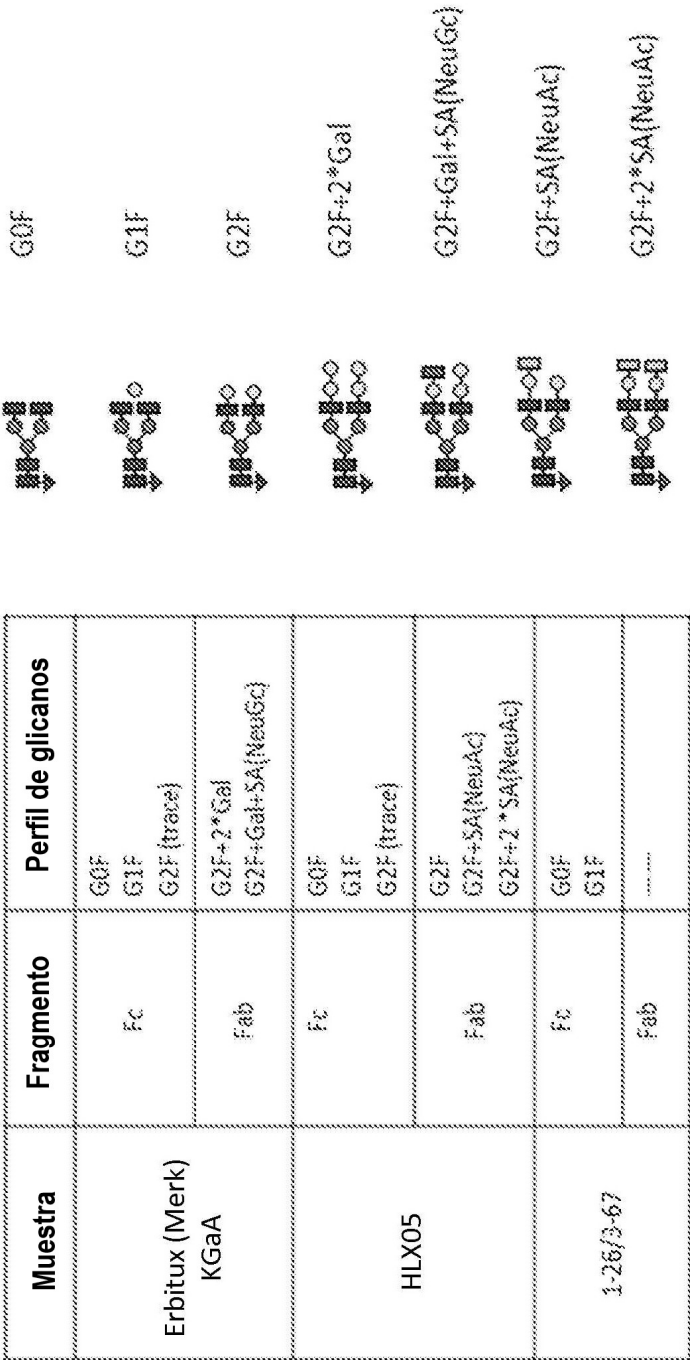 Muestra Fragmento Perfil de glicanos
Erbitux (Merk)
KGaA
Fc
G0F
G1F
G2F (trace)
Fab
G2F+2*Gal
G2F+Gal+SA(NeuGc)
HLX05
Fc
G0F
G1F
G2F (trace)
Fab
G2F
G2F+SA(NeuAc)
G2F+2*SA(NeuAc)
1-26/3-67
Fc
G0F
G1F
Fab
......
G0F
G1F
G2F
G2F+2*Gal
G2F+Gal+SA(NeuGc)
G2F+SA(NeuAc)
G2F+2*SA(NeuAc)